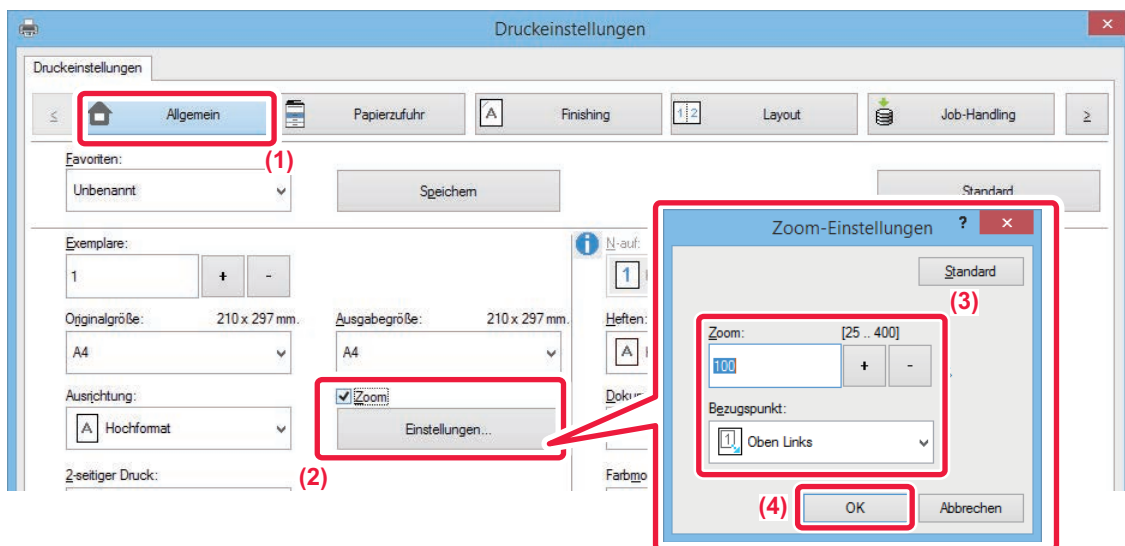 Druckeinstellungen
Druckeinstellungen
≤ Allgemein Papierzufuhr Finishing Layout Job-Handling ≥
(1)
Favoriten:
Unbenannt Speichern Standard
Exemplare: N-auf:
1 + - 1
Originalgröße: 210 x 297 mm. Ausgabegröße: 210 x 297 mm. Heften:
A4 A4
Ausrichtung: Zoom
Hochformat Einstellungen...
(2)
2-seitiger Druck:
Zoom-Einstellungen ? ×
Standard
(3)
Zoom: [25 .. 400]
100 + -
Bezugspunkt:
1 Oben Links
(4) OK Abbrechen